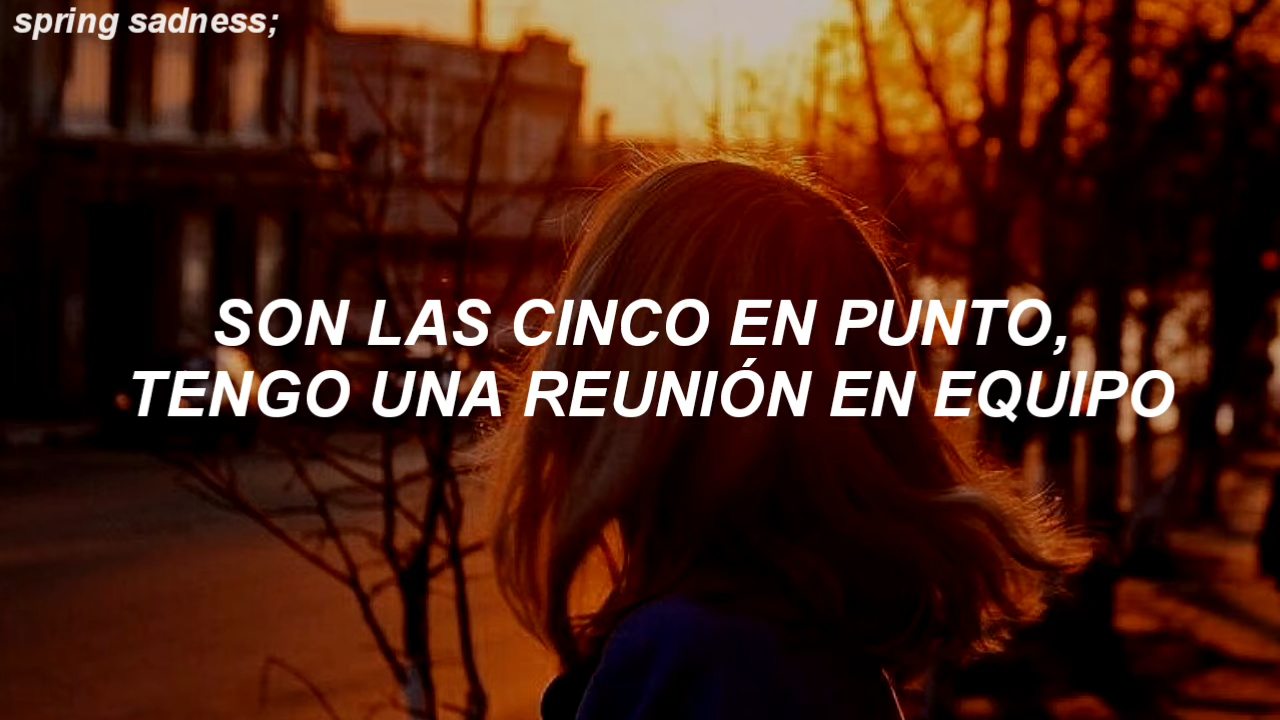 spring sadness;
SON LAS CINCO EN PUNTO,
TENGO UNA REUNIÓN EN EQUIPO